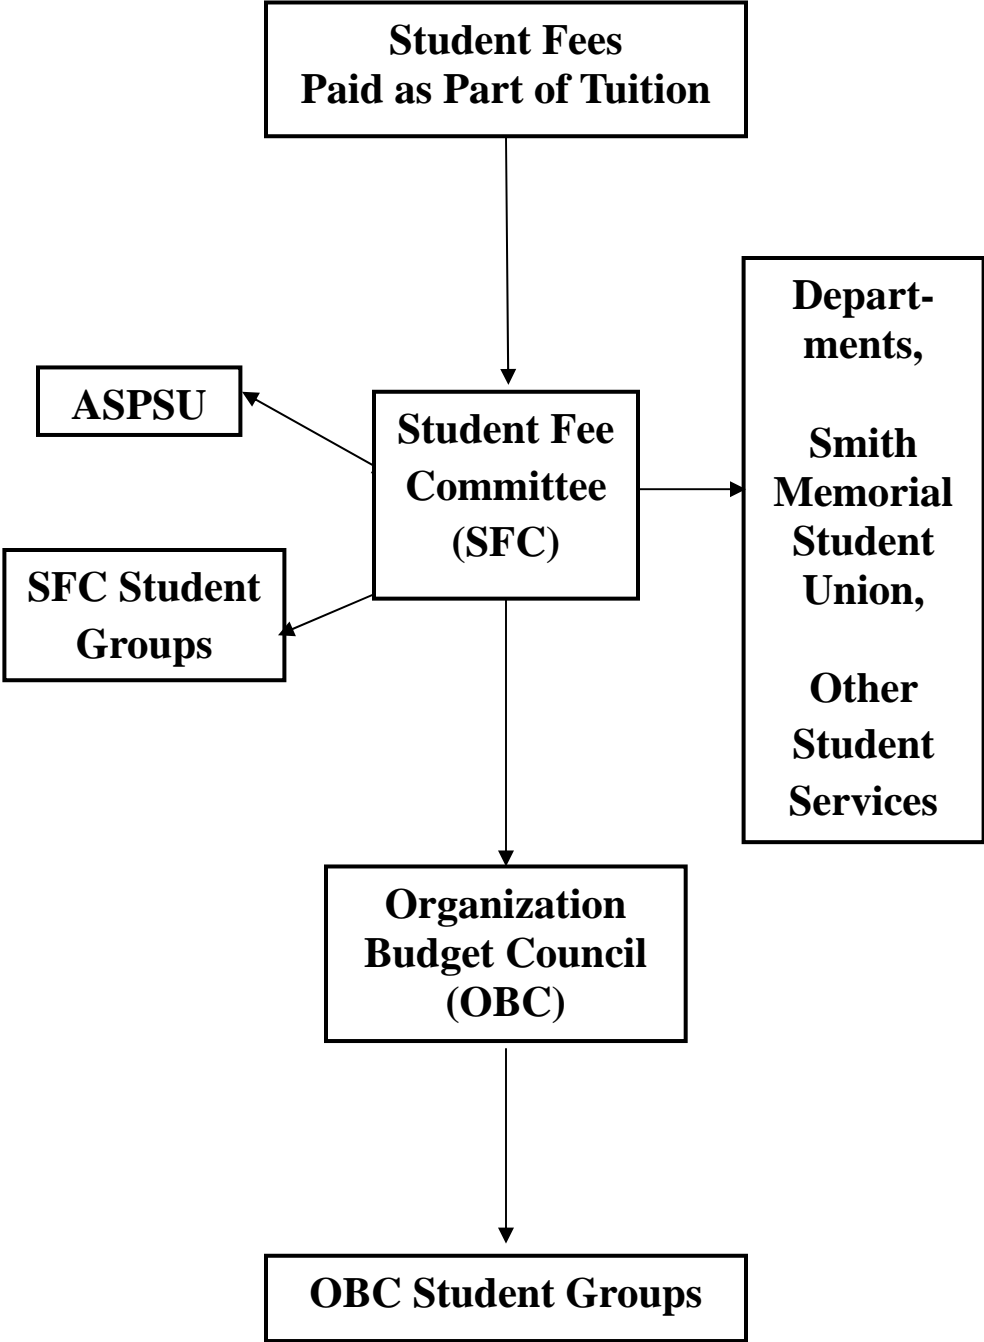 Student Fees
Paid as Part of Tuition
Depart-
ments,
Smith
Memorial
Student
Union,
Other
Student
Services
ASPSU
Student Fee
Committee
(SFC)
SFC Student
Groups
Organization
Budget Council
(OBC)
OBC Student Groups